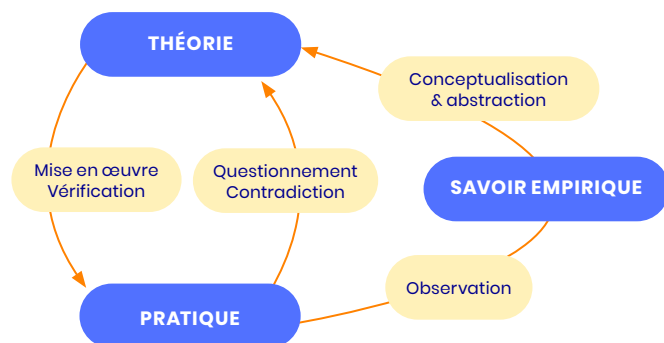 THÉORIE
Conceptualisation
& abstraction
Mise en œuvre
Vérification
Questionnement
Contradiction
SAVOIR EMPIRIQUE
Observation
PRATIQUE